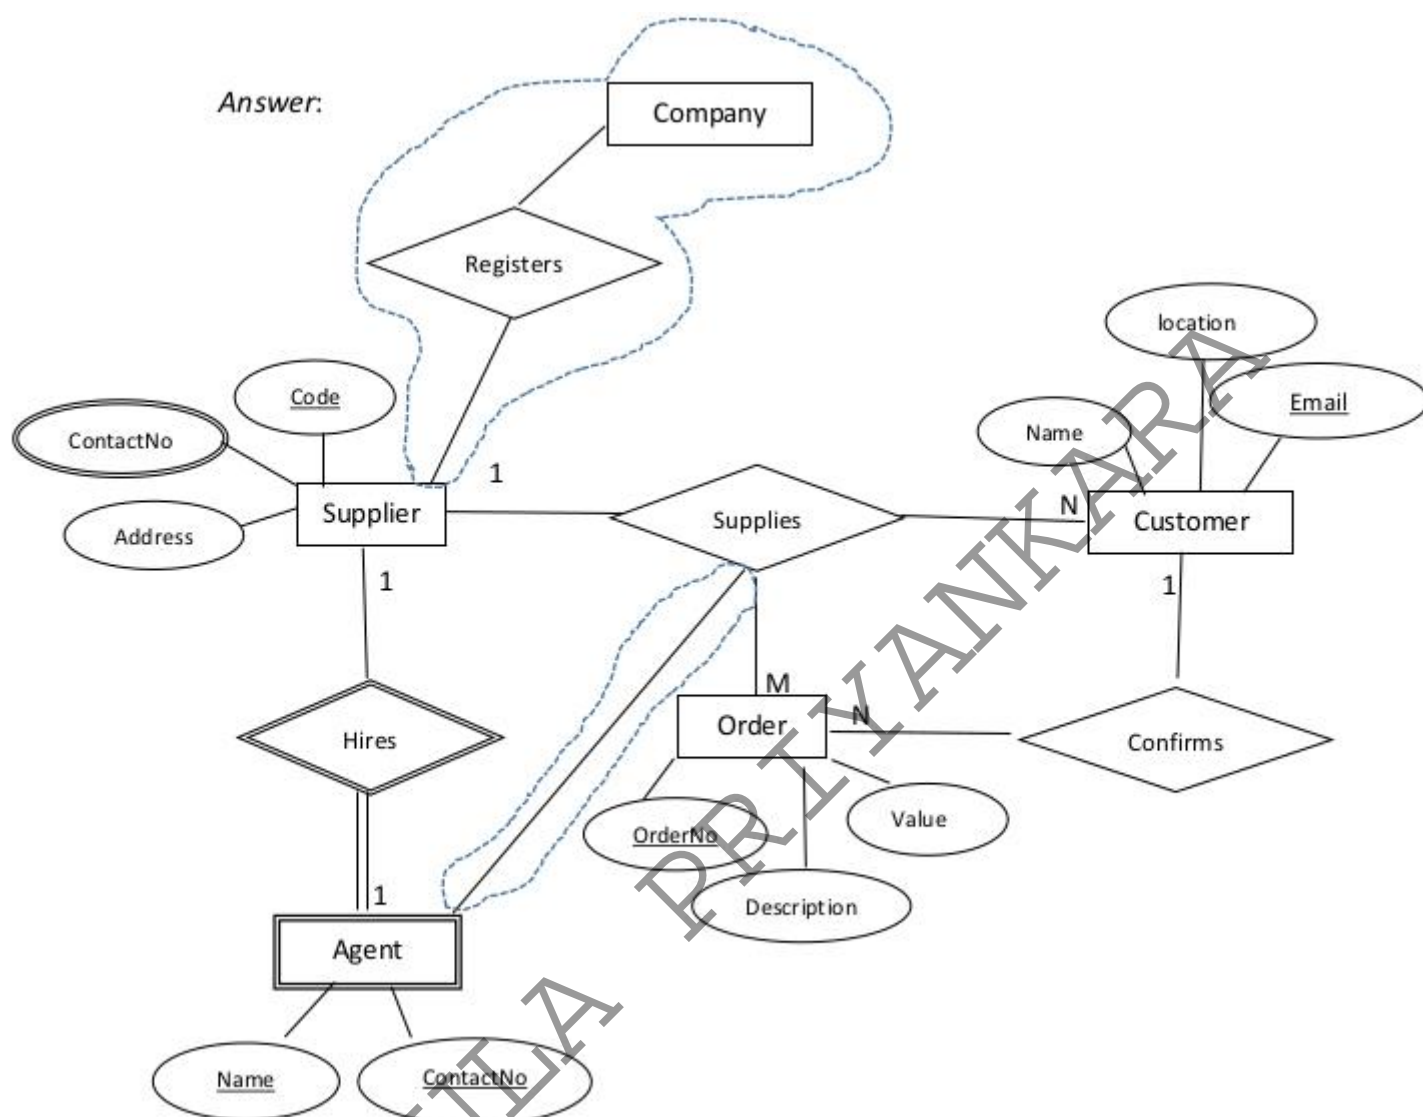 Answer:
Company
Registers
location
Code
Email
ContactNo
Name
1
Supplier
Supplies
N
Customer
Address
1
1
M
Order
N
Hires
Confirms
Value
OrderNo
1
Description
Agent
Name
ContactNo
PRIYANKARA